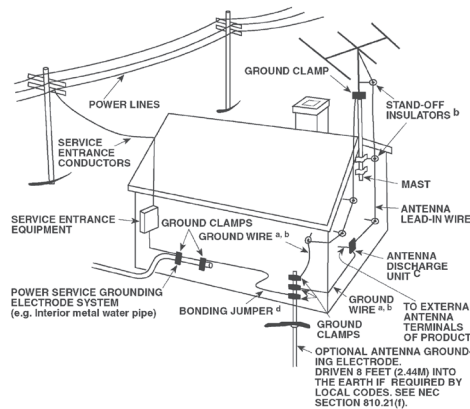 GROUND CLAMP
POWER LINES
STAND-OFF
INSULATORS b
SERVICE
ENTRANCE
CONDUCTORS
MAST
ANTENNA
LEAD-IN WIRE
SERVICE ENTRANCE
EQUIPMENT
GROUND CLAMPS
GROUND WIRE a, b
ANTENNA
DISCHARGE
UNIT C
POWER SERVICE GROUNDING
ELECTRODE SYSTEM
(e.g. Interior metal water pipe)
BONDING JUMPER d
GROUND
WIRE a, b
TO EXTERNA
ANTENNA
TERMINALS
OF PRODUCT
GROUND
CLAMPS
OPTIONAL ANTENNA GROUND-
ING ELECTRODE.
DRIVEN 8 FEET (2.44M) INTO
THE EARTH IF REQUIRED BY
LOCAL CODES. SEE NEC
SECTION 810.21(f).